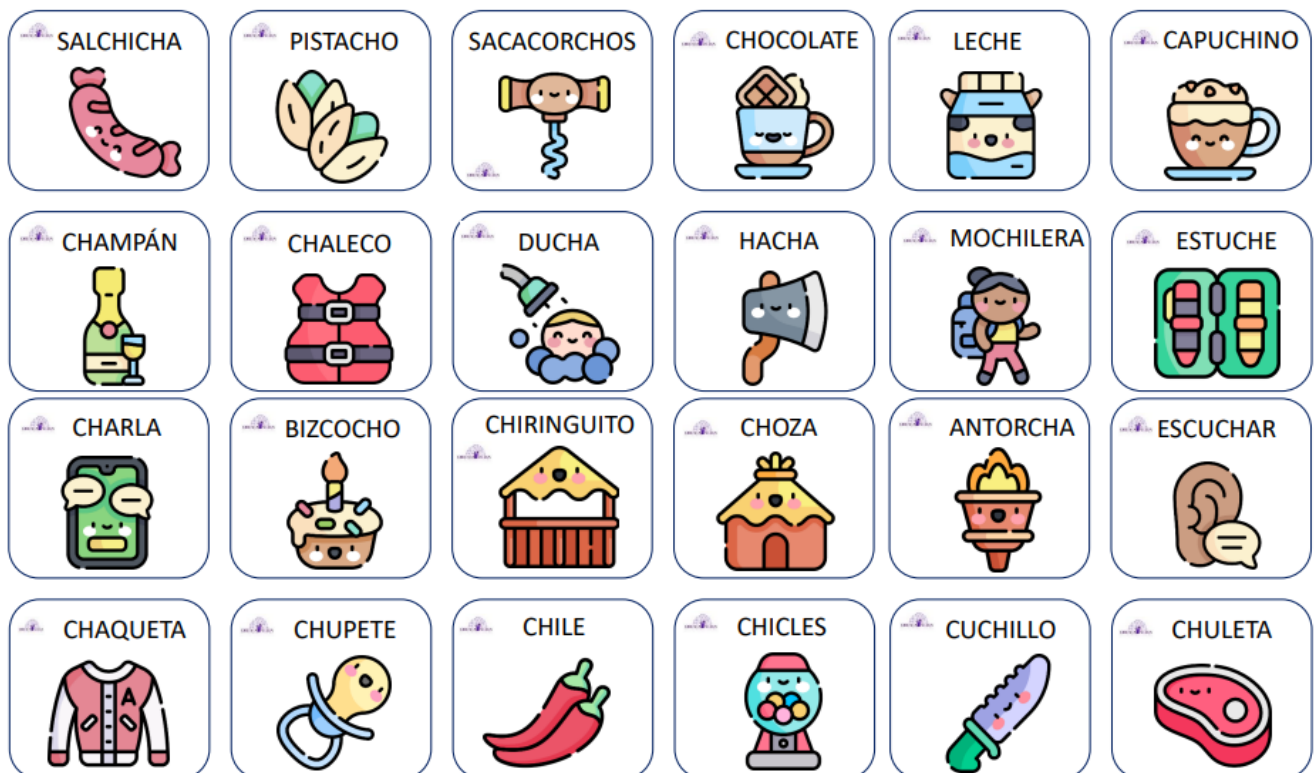 SALCHICHA
PISTACHO
SACACORCHOS
CHOCOLATE
LECHE
CAPUCHINO
CHAMPÁN
CHALECO
DUCHA
HACHA
MOCHILERA
ESTUCHE
CHARLA
BIZCOCHO
CHIRINGUITO
CHOZA
ANTORCHA
ESCUCHAR
CHAQUETA
A
CHUPETE
CHILE
CHICLES
CUCHILLO
CHULETA